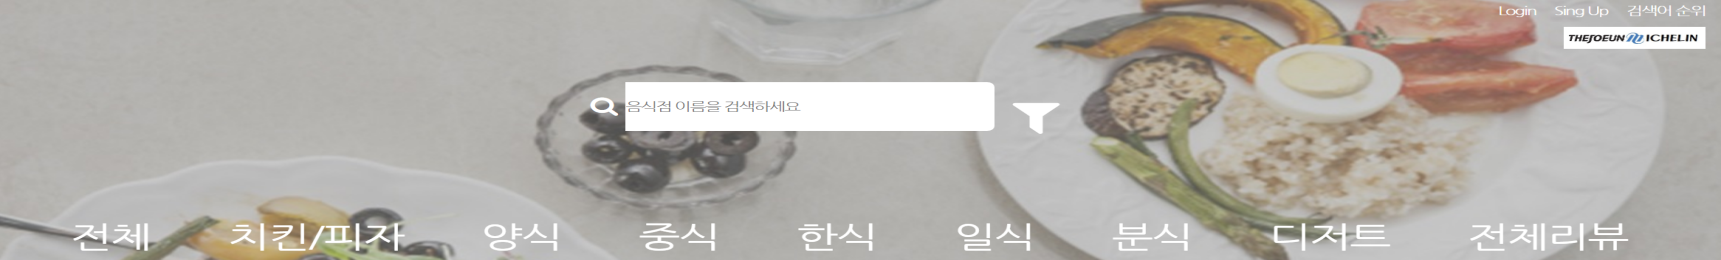 Login Sing Up 검색어 순위
THEJOEUN MICHELIN
음식점 이름을 검색하세요
전체 치킨/피자 양식 중식 한식 일식 분식 디저트 전체리뷰